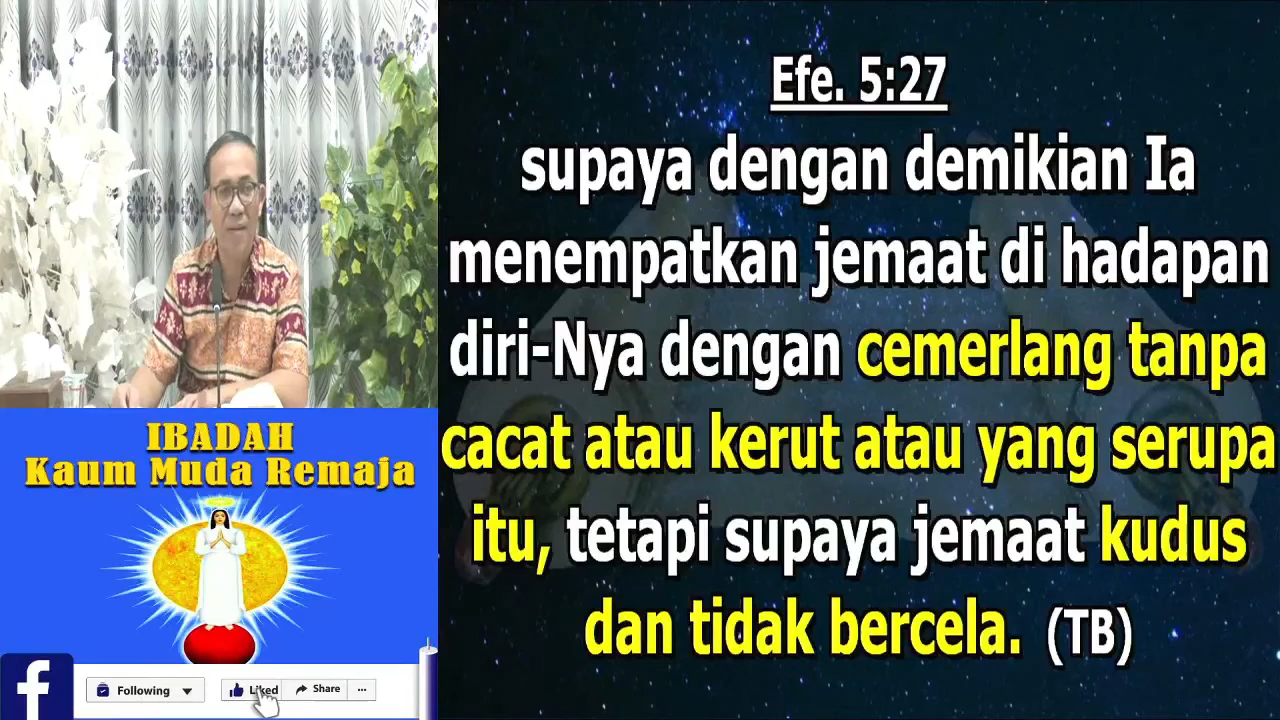 Efe. 5:27
supaya dengan demikian Ia
menempatkan jemaat di hadapan
diri-Nya dengan cemerlang tanpa
cacat atau kerut atau yang serupa
itu, tetapi supaya jemaat kudus
dan tidak bercela. (TB)
IBADAH
Kaum Muda Remaja
f
Following
Liked
Share
...